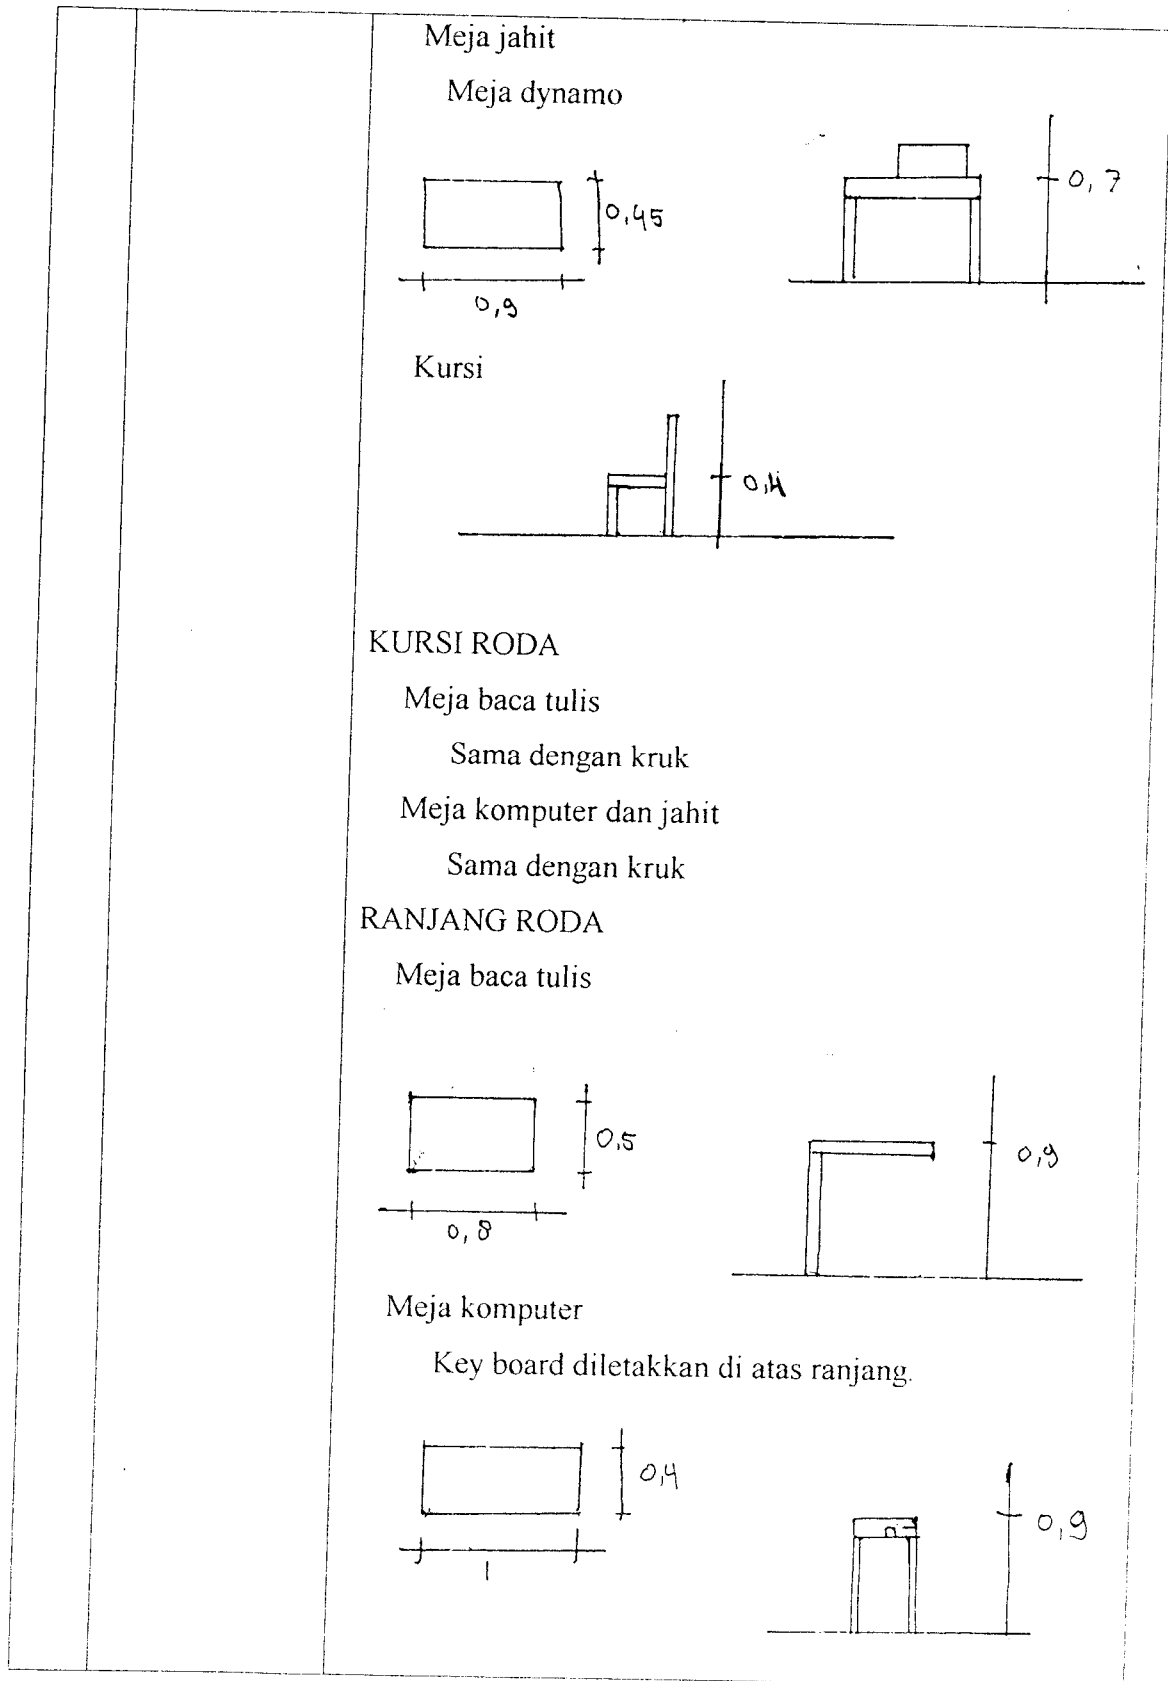 Meja jahit
Meja dynamo
0,45
0,7
0,9
Kursi
0,4
KURSI RODA
Meja baca tulis
Sama dengan kruk
Meja komputer dan jahit
Sama dengan kruk
RANJANG RODA
Meja baca tulis
0,5
0,9
0,8
Meja komputer
Key board diletakkan di atas ranjang.
0,4
0,9
1